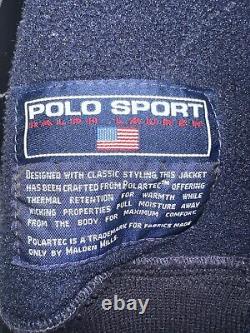 POLO SPORT
RALPH LAUREN
DESIGNED WITH CLASSIC STYLING, THIS JACKET
HAS BEEN CRAFTED FROM POLARTEC® OFFERING
THERMAL RETENTION FOR WARMTH WHILE
WICKING PROPERTIES PULL MOISTURE AWAY
FROM THE BODY FOR MAXIMUM COMFORT.
POLARTEC IS A TRADEMARK FOR FABRICS MADE
ONLY BY MALDEN MILLS.